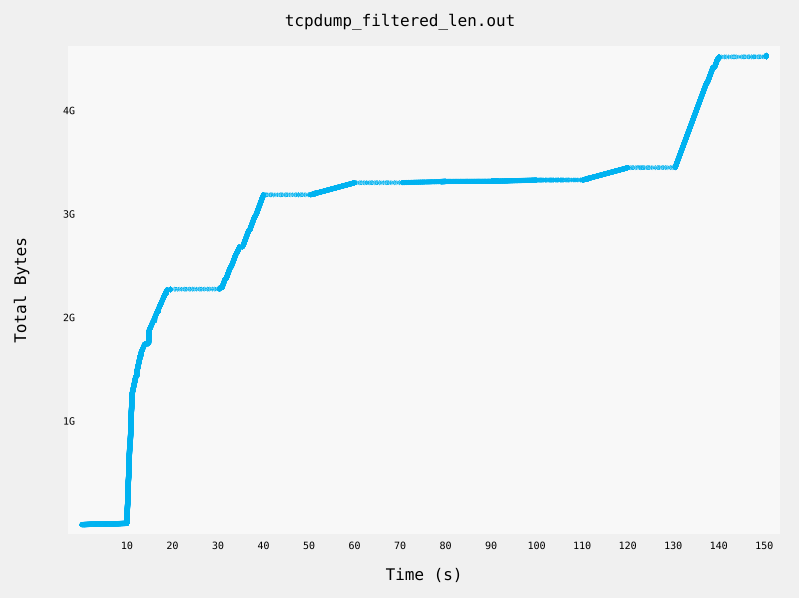 tcpdump_filtered_len.out
4G
3G
2G
1G
Total Bytes
10 20 30 40 50 60 70 80 90 100 110 120 130 140 150
Time (s)